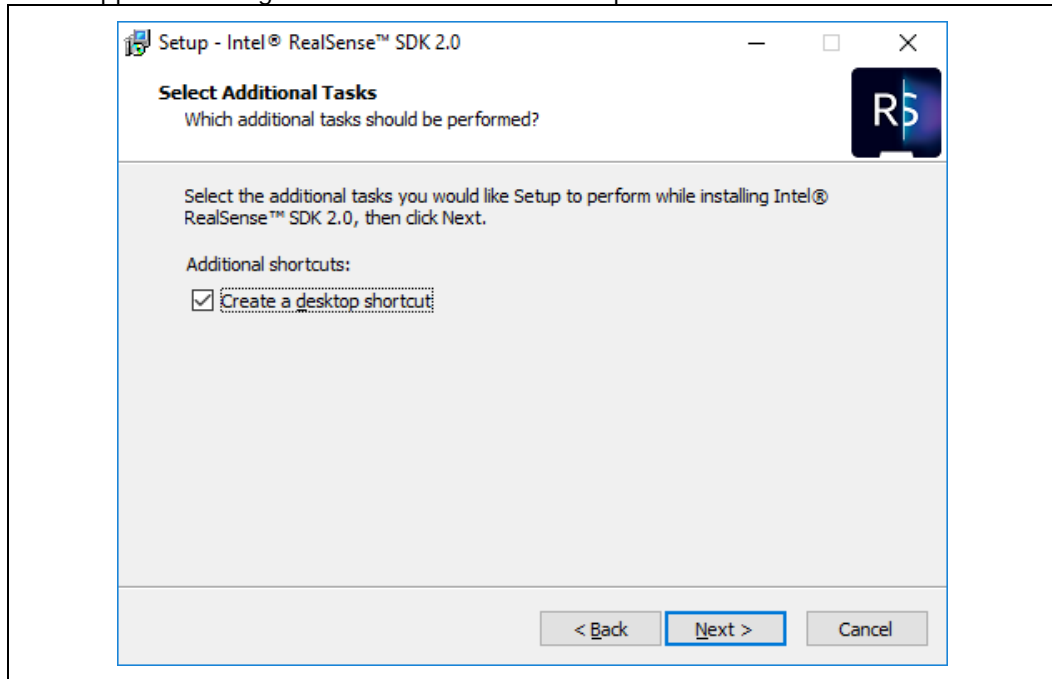 Setup - Intel® RealSense™ SDK 2.0
Select Additional Tasks
Which additional tasks should be performed?
RS
Select the additional tasks you would like Setup to perform while installing Intel®
RealSense™ SDK 2.0, then click Next.
Additional shortcuts:
Create a desktop shortcut
< Back Next > Cancel